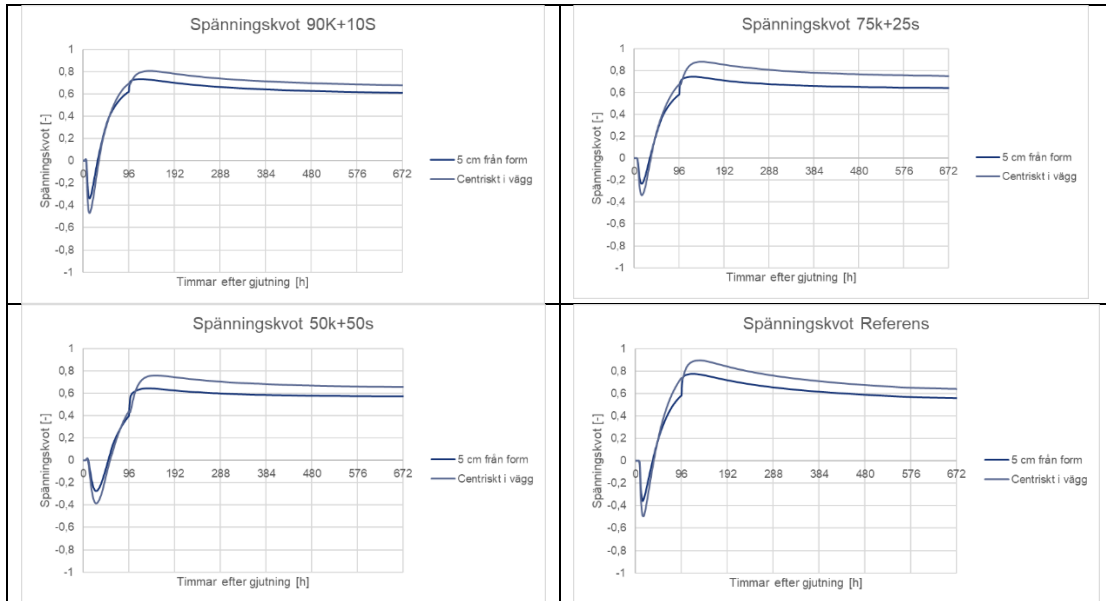 Spänningskvot 90K+10S
1
0,8
0,6
0,4
0,2
0
-0,2
-0,4
-0,6
-0,8
-1
0 96 192 288 384 480 576 672
Spänningskvot [-]
Timmar efter gjutning [h]
5 cm från form
Centriskt i vägg
Spänningskvot 75k+25s
1
0,8
0,6
0,4
0,2
0
-0,2
-0,4
-0,6
-0,8
-1
0 96 192 288 384 480 576 672
Spänningskvot [-]
Timmar efter gjutning [h]
5 cm från form
Centriskt i vägg
Spänningskvot 50k+50s
1
0,8
0,6
0,4
0,2
0
-0,2
-0,4
-0,6
-0,8
-1
0 96 192 288 384 480 576 672
Spänningskvot [-]
Timmar efter gjutning [h]
5 cm från form
Centriskt i vägg
Spänningskvot Referens
1
0,8
0,6
0,4
0,2
0
-0,2
-0,4
-0,6
-0,8
-1
0 96 192 288 384 480 576 672
Spänningskvot [-]
Timmar efter gjutning [h]
5 cm från form
Centriskt i vägg